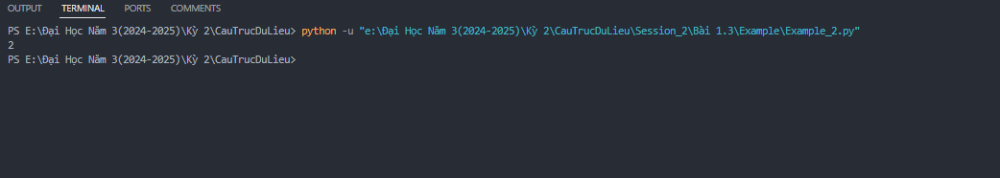 OUTPUT TERMINAL PORTS COMMENTS
PS E:\Đại Học Năm 3(2024-2025)\Kỳ 2\CauTrucDuLieu> python -u "e:\Đại Học Năm 3(2024-2025)\Kỳ 2\CauTrucDuLieu\Session_2\Bài 1.3\Example\Example_2.py"
2
PS E:\Đại Học Năm 3(2024-2025)\Kỳ 2\CauTrucDuLieu>